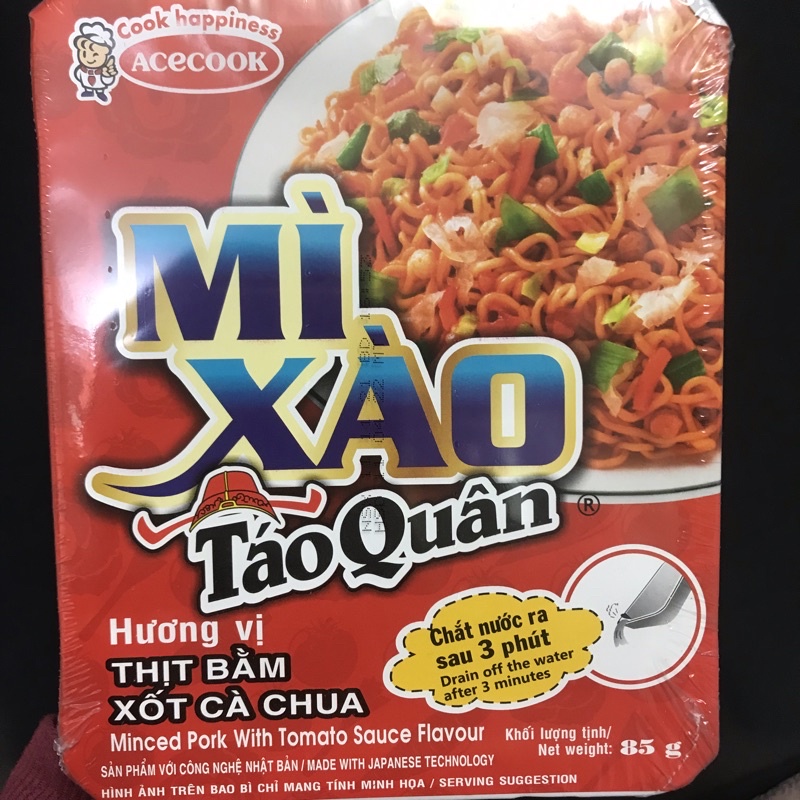 Cook happiness
ACECOOK
MÌ
XÀO
Táo Quân
®
Chắt nước ra
sau 3 phút
Drain off the water
after 3 minutes
Hương vị
THỊT BẰM
XỐT CÀ CHUA
Minced Pork With Tomato Sauce Flavour
Khối lượng tịnh/
Net weight: 85 g
SẢN PHẨM VỚI CÔNG NGHỆ NHẬT BẢN / MADE WITH JAPANESE TECHNOLOGY
HÌNH ẢNH TRÊN BAO BÌ CHỈ MANG TÍNH MINH HỌA / SERVING SUGGESTION